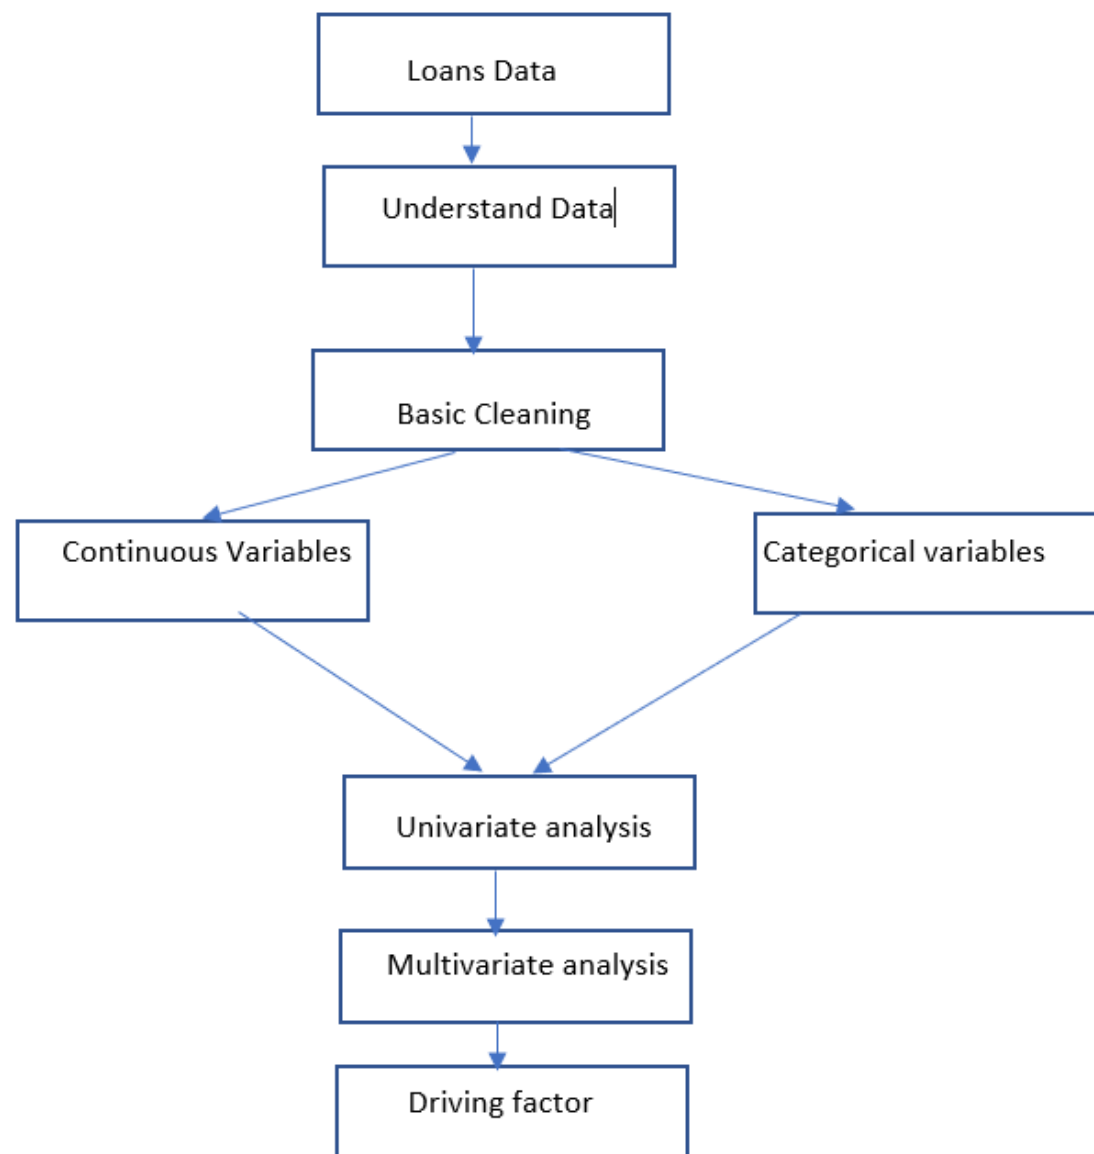 Loans Data
Understand Data
Basic Cleaning
Continuous Variables
Categorical variables
Univariate analysis
Multivariate analysis
Driving factor